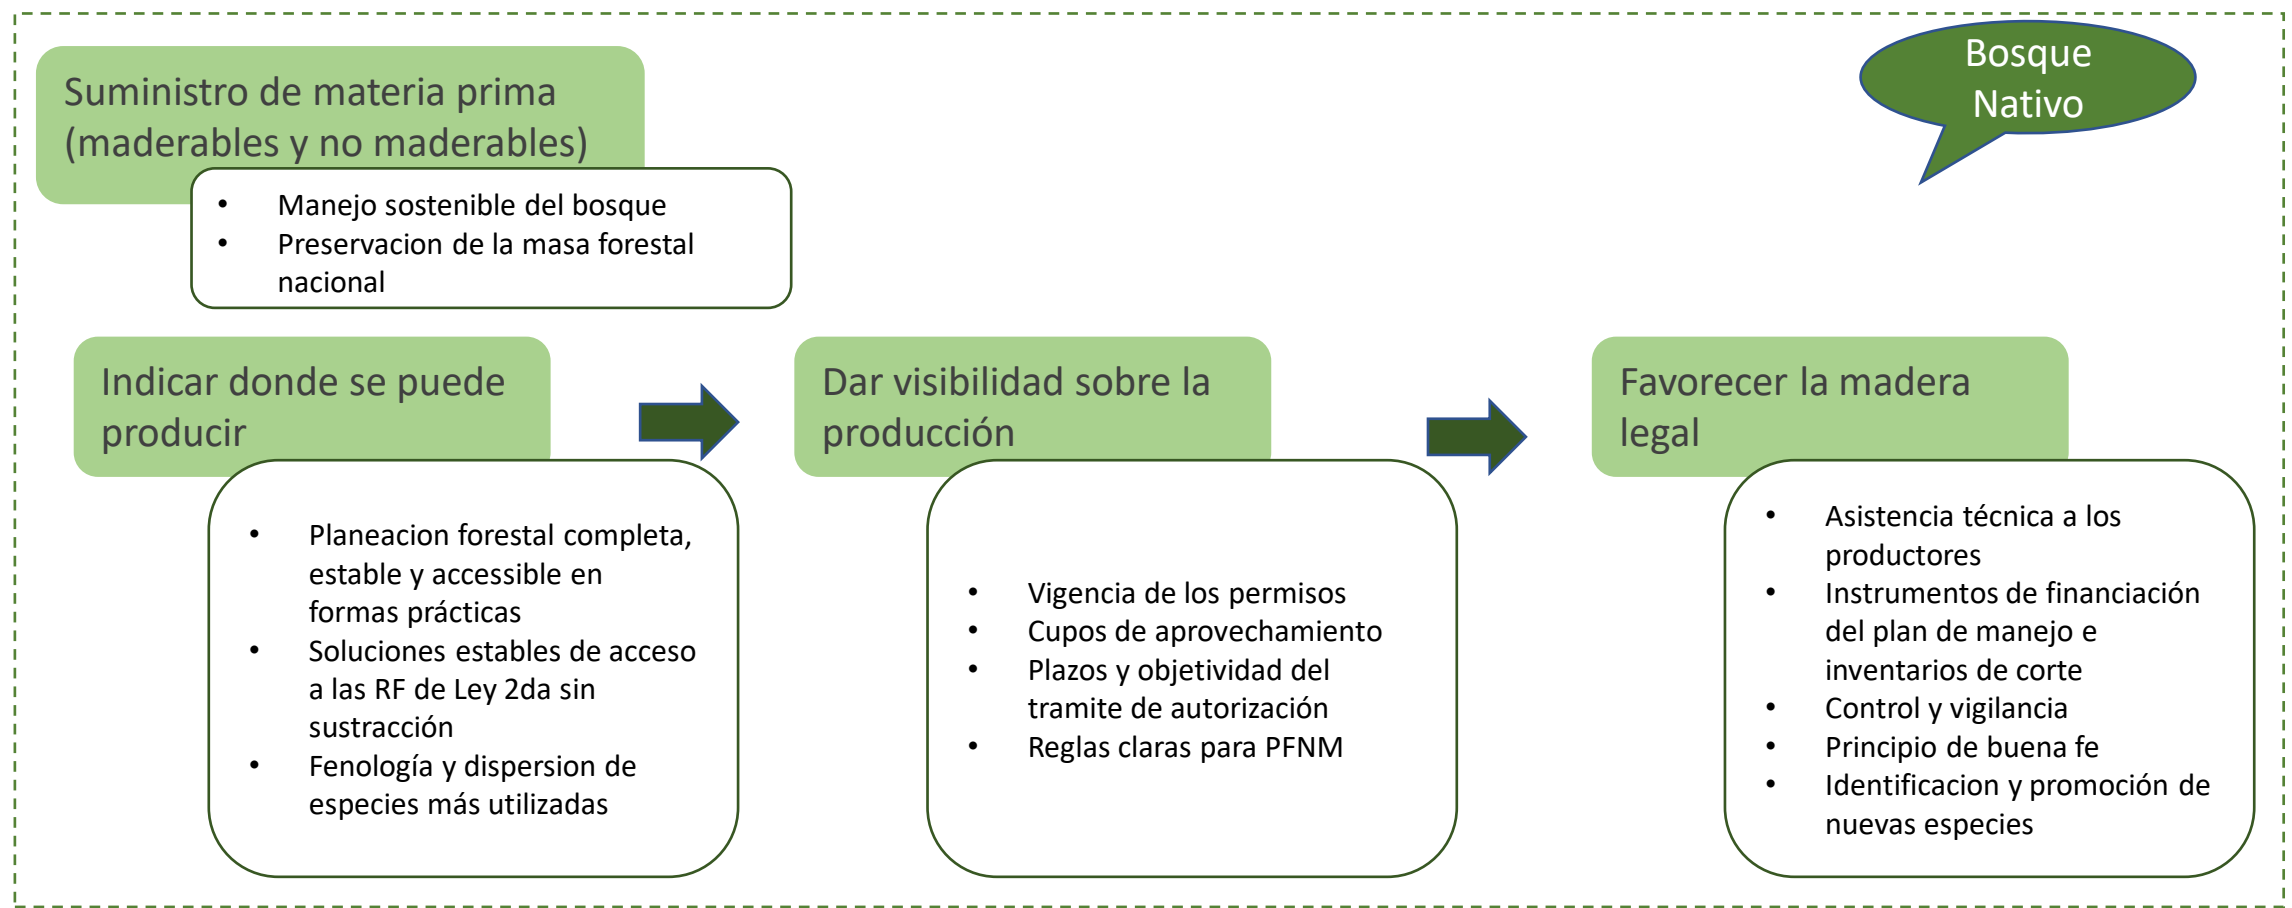 Bosque
Nativo
Suministro de materia prima
(maderables y no maderables)
• Manejo sostenible del bosque
• Preservacion de la masa forestal
nacional
Indicar donde se puede
producir
• Planeacion forestal completa,
estable y accessible en
formas prácticas
• Soluciones estables de acceso
a las RF de Ley 2da sin
sustracción
• Fenología y dispersion de
especies más utilizadas
Dar visibilidad sobre la
producción
• Vigencia de los permisos
• Cupos de aprovechamiento
• Plazos y objetividad del
tramite de autorización
• Reglas claras para PFNM
Favorecer la madera
legal
• Asistencia técnica a los
productores
• Instrumentos de financiación
del plan de manejo e
inventarios de corte
• Control y vigilancia
• Principio de buena fe
• Identificacion y promoción de
nuevas especies